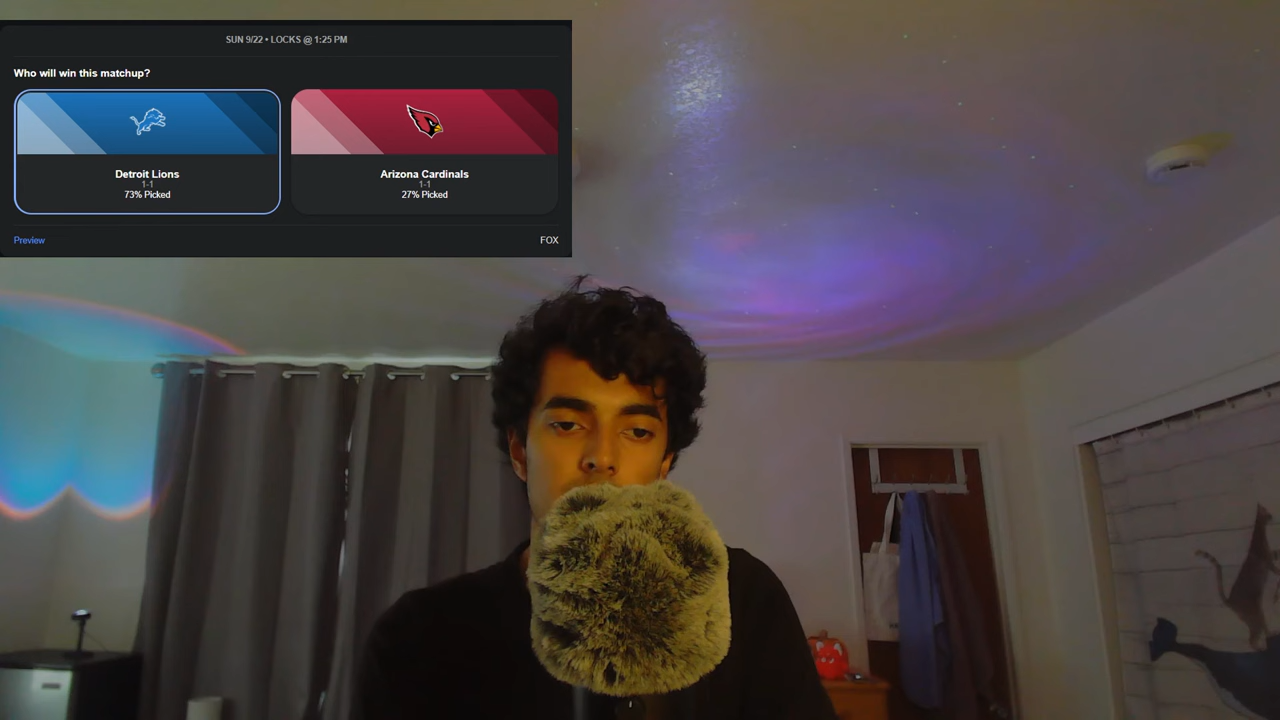 SUN 9/22 • LOCKS @ 1:25 PM
Who will win this matchup?
Detroit Lions
1-1
73% Picked
Arizona Cardinals
1-1
27% Picked
Preview
FOX